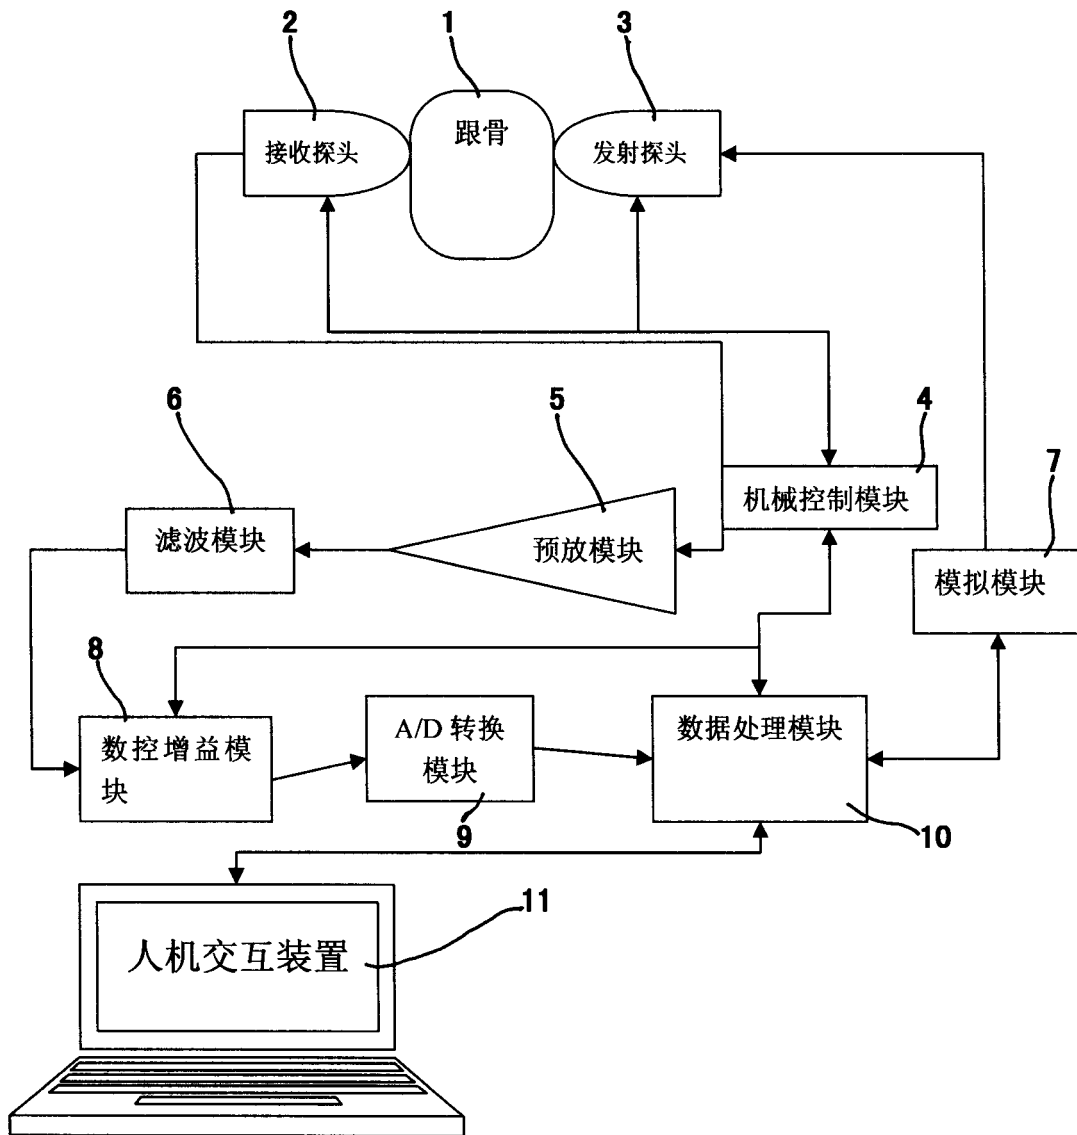 2
1
3
跟骨
接收探头
发射探头
6
5
4
7
机械控制模块
滤波模块
预放模块
模拟模块
8
A/D 转换
模块
数据处理模块
数控增益模
块
9
10
11
人机交互装置